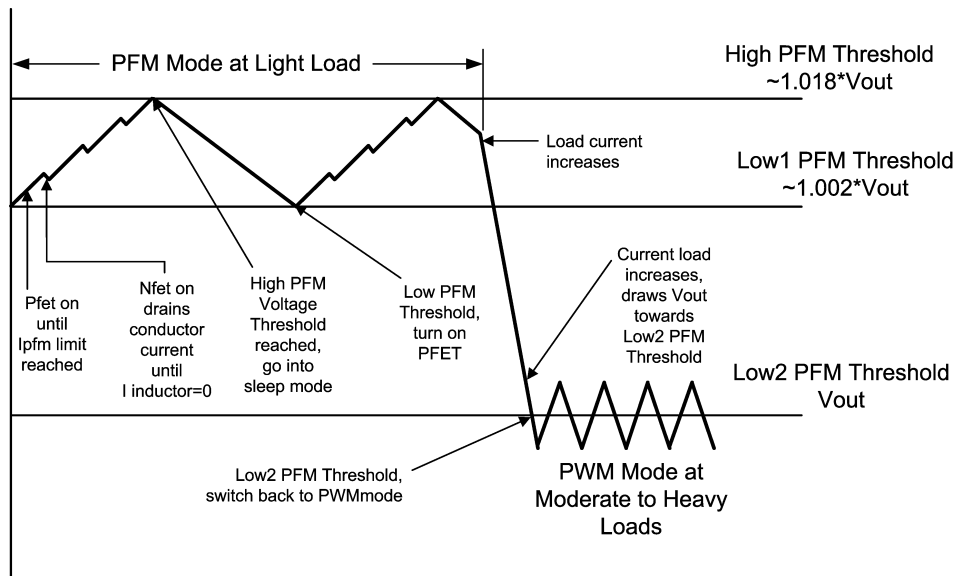 PFM Mode at Light Load
High PFM Threshold
~1.018*Vout
Load current
increases
Low1 PFM Threshold
~1.002*Vout
Pfet on
until
Ipfm limit
reached
Nfet on
drains
conductor
current
until
I inductor=0
High PFM
Voltage
Threshold
reached,
go into
sleep mode
Low PFM
Threshold,
turn on
PFET
Current load
increases,
draws Vout
towards
Low2 PFM
Threshold
Low2 PFM Threshold
Vout
Low2 PFM Threshold,
switch back to PWMmode
PWM Mode at
Moderate to Heavy
Loads